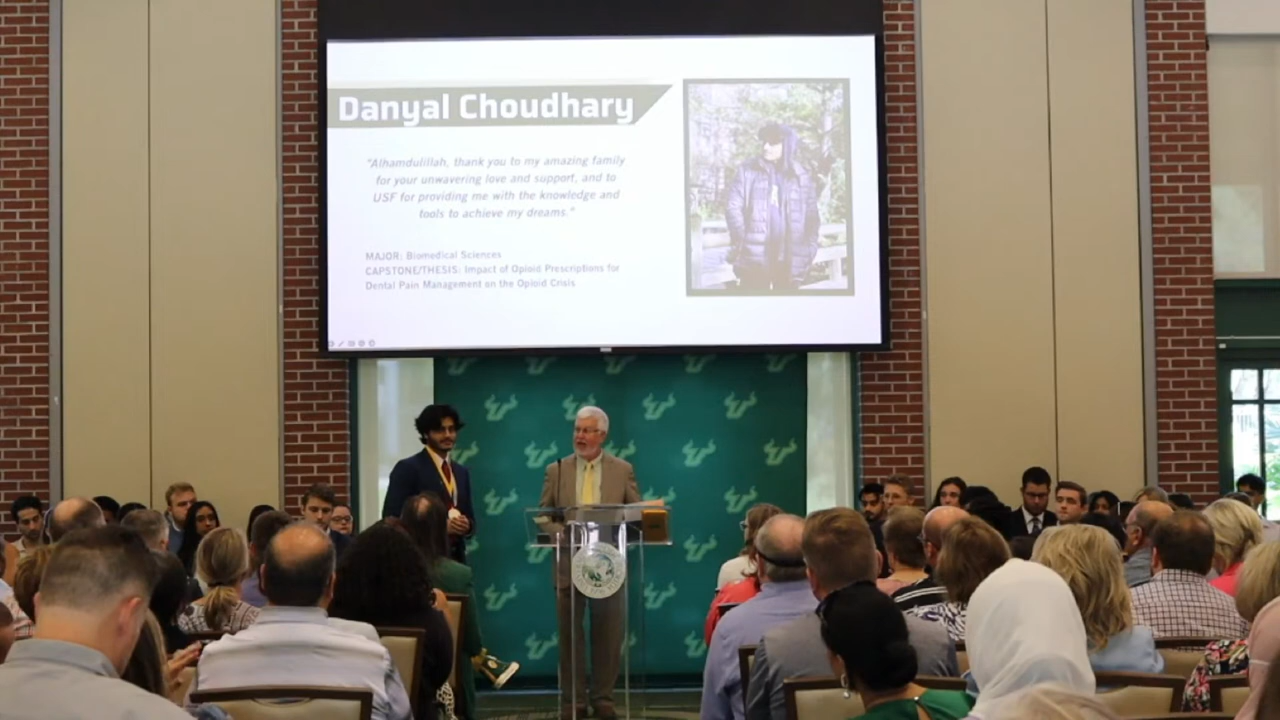 Danyal Choudhary
"Alhamdulillah, thank you to my amazing family
for your unwavering love and support, and to
USF for providing me with the knowledge and
tools to achieve my dreams."
MAJOR: Biomedical Sciences
CAPSTONE/THESIS: Impact of Opioid Prescriptions for
Dental Pain Management on the Opioid Crisis